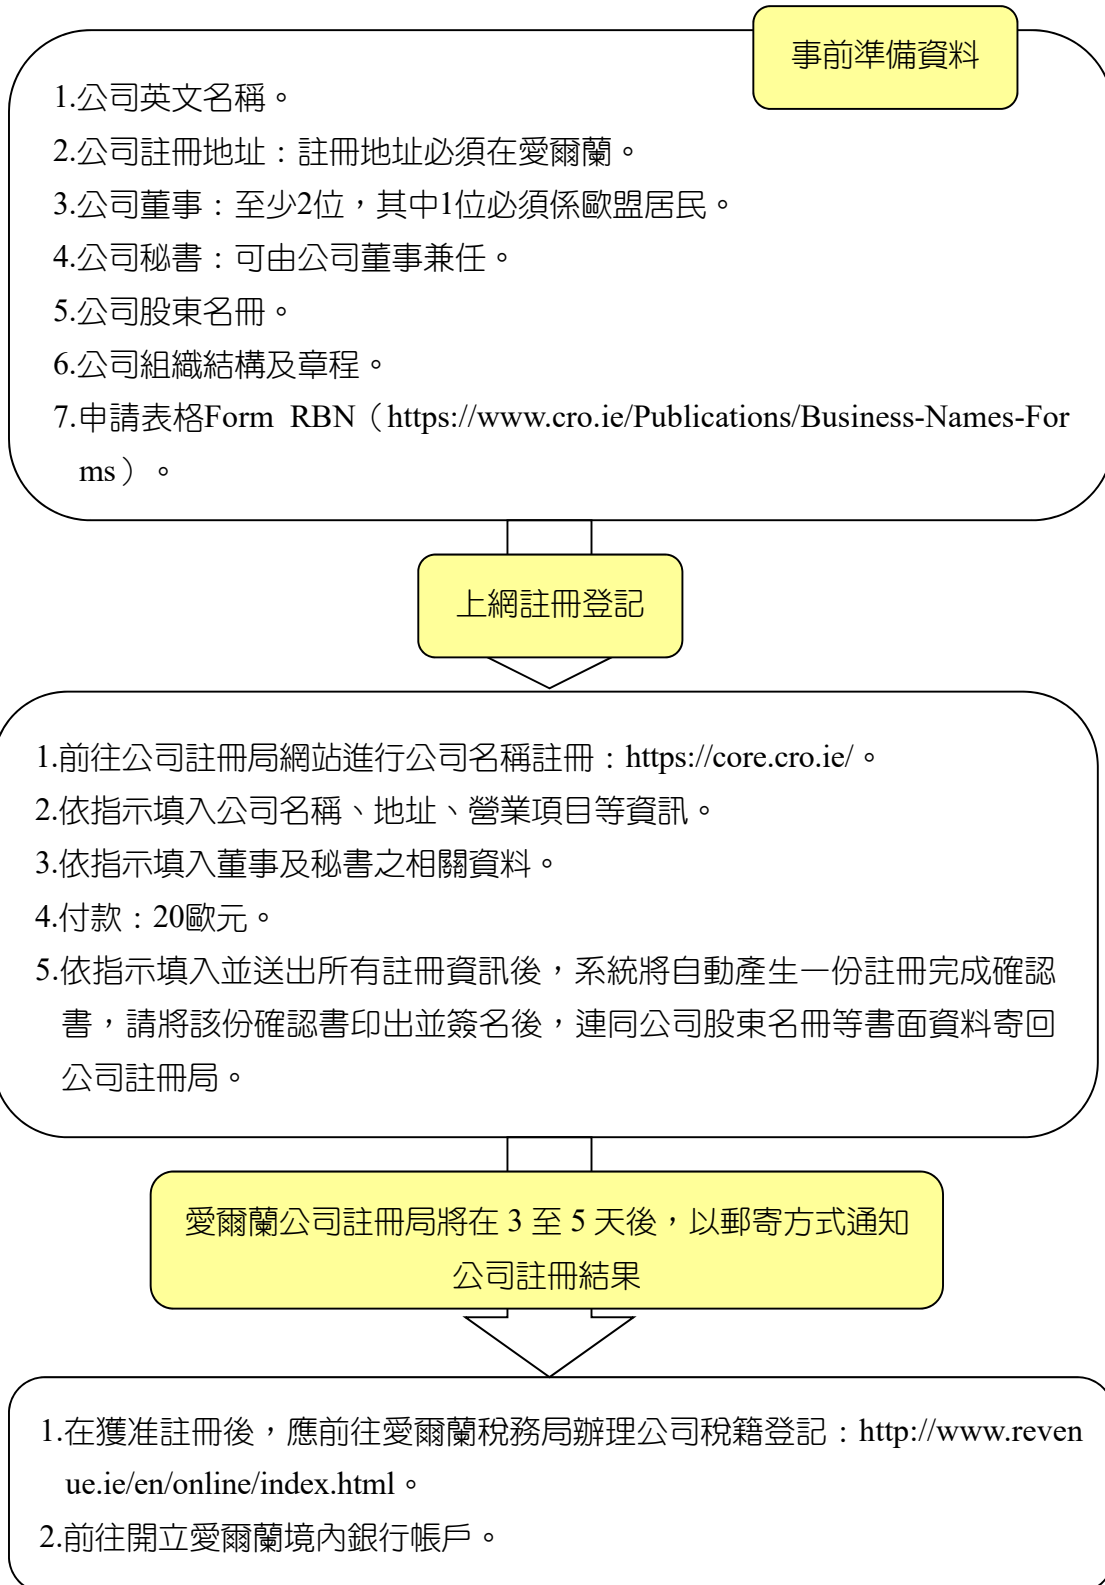 事前準備資料
1.公司英文名稱。
2.公司註冊地址：註冊地址必須在愛爾蘭。
3.公司董事：至少2位，其中1位必須係歐盟居民。
4.公司秘書：可由公司董事兼任。
5.公司股東名冊。
6.公司組織結構及章程。
7.申請表格Form RBN（https://www.cro.ie/Publications/Business-Names-For
ms）。
上網註冊登記
1.前往公司註冊局網站進行公司名稱註冊：https://core.cro.ie/。
2.依指示填入公司名稱、地址、營業項目等資訊。
3.依指示填入董事及秘書之相關資料。
4.付款：20歐元。
5.依指示填入並送出所有註冊資訊後，系統將自動產生一份註冊完成確認
書，請將該份確認書印出並簽名後，連同公司股東名冊等書面資料寄回
公司註冊局。
愛爾蘭公司註冊局將在 3 至 5 天後，以郵寄方式通知
公司註冊結果
1.在獲准註冊後，應前往愛爾蘭稅務局辦理公司稅籍登記：http://www.reven
ue.ie/en/online/index.html。
2.前往開立愛爾蘭境內銀行帳戶。